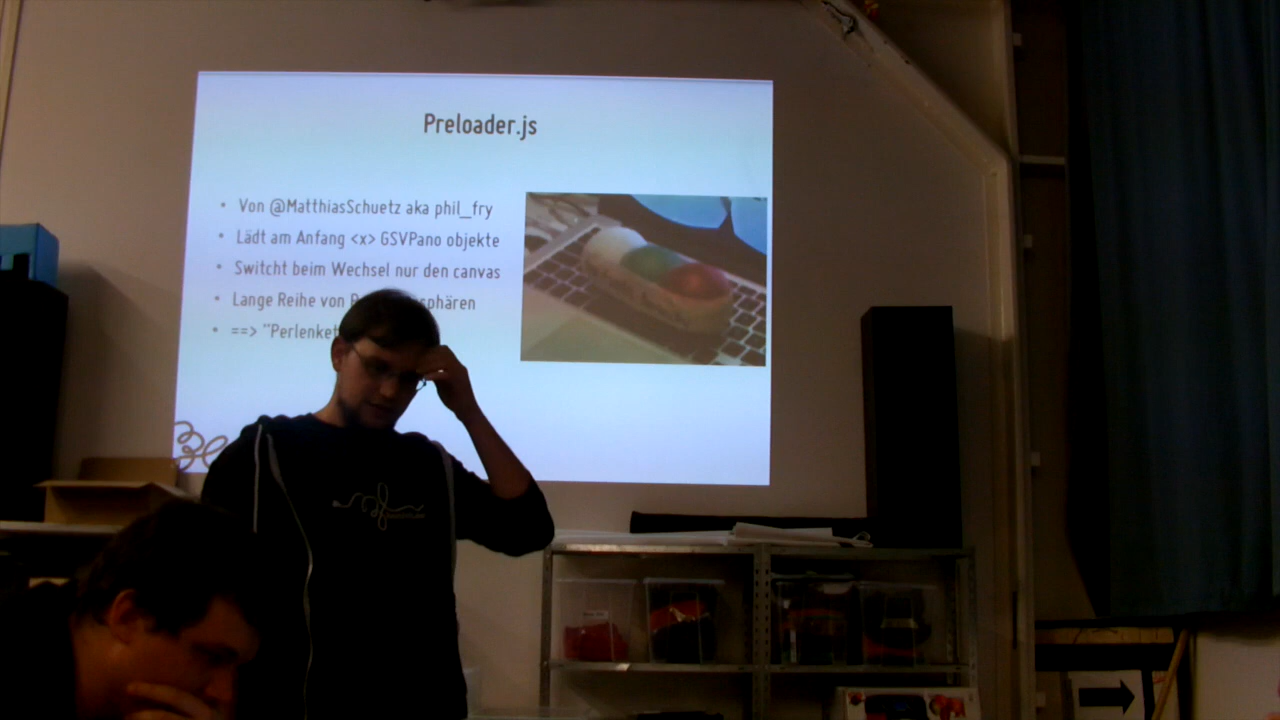 Preloader.js
• Von @MatthiasSchuetz aka phil_fry
• Lädt am Anfang <x> GSVPano objekte
• Switcht beim Wechsel nur den canvas
• Lange Reihe von
• ==>